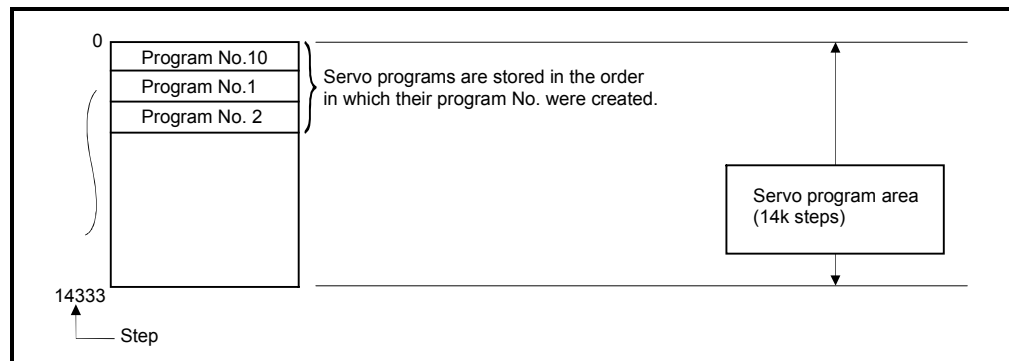 0
Program No.10
Program No.1
Program No. 2
Servo programs are stored in the order
in which their program No. were created.
Servo program area
(14k steps)
14333
Step